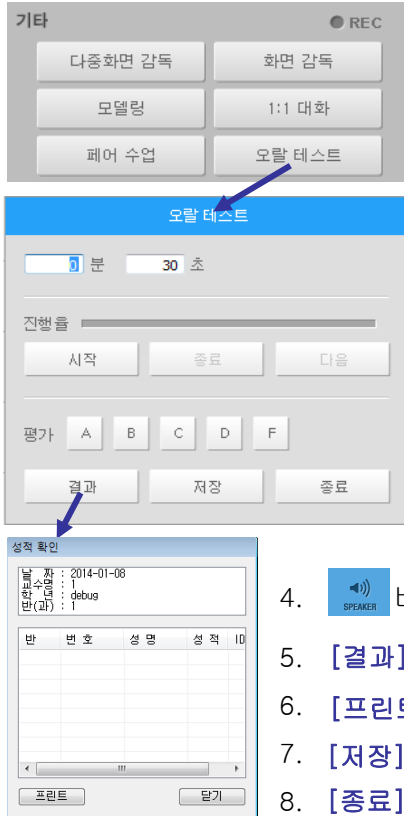 기타
REC
다중화면 감독 화면 감독
모델링 1:1 대화
페어 수업 오랄 테스트
오랄 테스트
0 분 30 초
진행율
시작 종료 다음
평가 A B C D F
결과 저장 종료
성적 확인
날 짜 : 2014-01-08
교수명 : 1
학 년 : debug
반(과) : 1
반 번 호 성 명 성 적 ID
프린트 닫기
4. SPEAKER
5. [결과]
6. [프린트
7. [저장]
8. [종료]